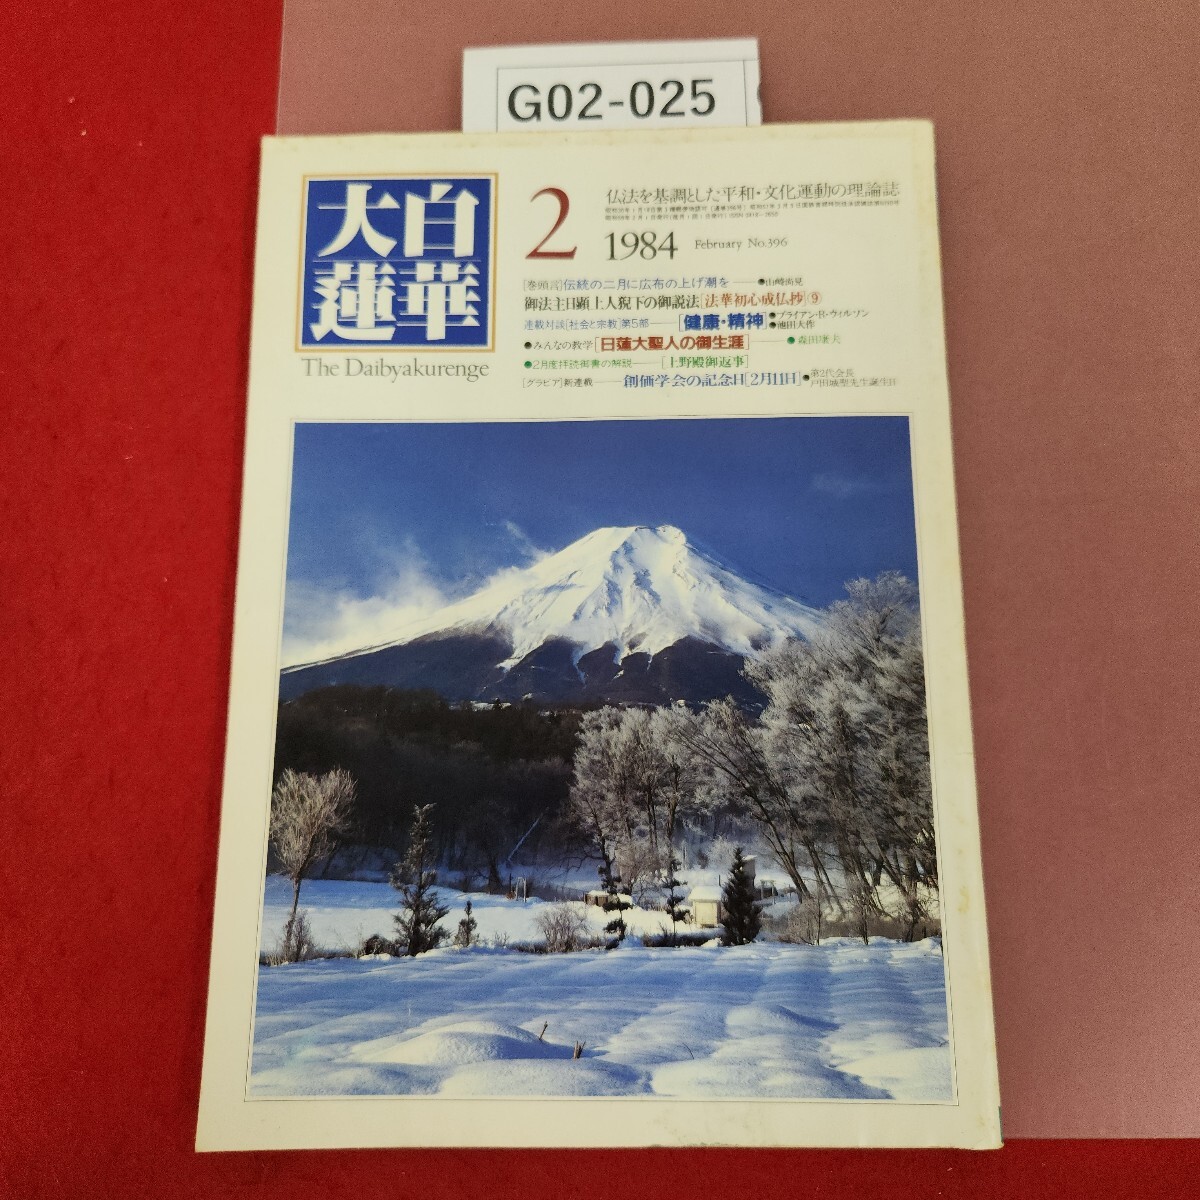 G02-025
大白蓮華
The Daibyakurenge
2
仏法を基調とした平和・文化運動の理論誌
1984 February No.396
[巻頭言]伝統の二月に広布の上げ潮を──●山崎尚見
御法主日顕上人猊下の御説法[法華初心成仏抄]⑨
連載対談[社会と宗教]第5部──[健康・精神]●ブライアン・R・ウィルソン ●池田大作
●みんなの教学[日蓮大聖人の御生涯]──●森田康夫
●2月度拝読御書の解説──[上野殿御返事]
[グラビア]新連載──創価学会の記念日[2月11日]●第2代会長 戸田城聖先生誕生日